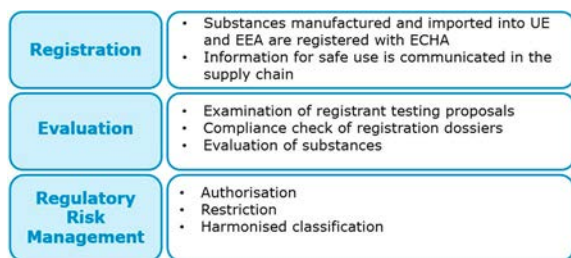 Registration
• Substances manufactured and imported into UE
and EEA are registered with ECHA
• Information for safe use is communicated in the
supply chain
Evaluation
• Examination of registrant testing proposals
• Compliance check of registration dossiers
• Evaluation of substances
Regulatory
Risk
Management
• Authorisation
• Restriction
• Harmonised classification